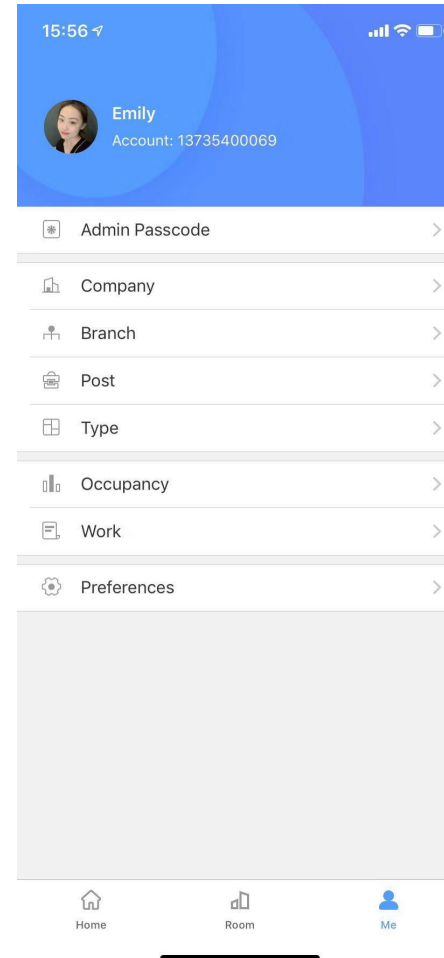 15:56
Emily
Account: 13735400069
Admin Passcode
Company
Branch
Post
Type
Occupancy
Work
Preferences
Home Room Me